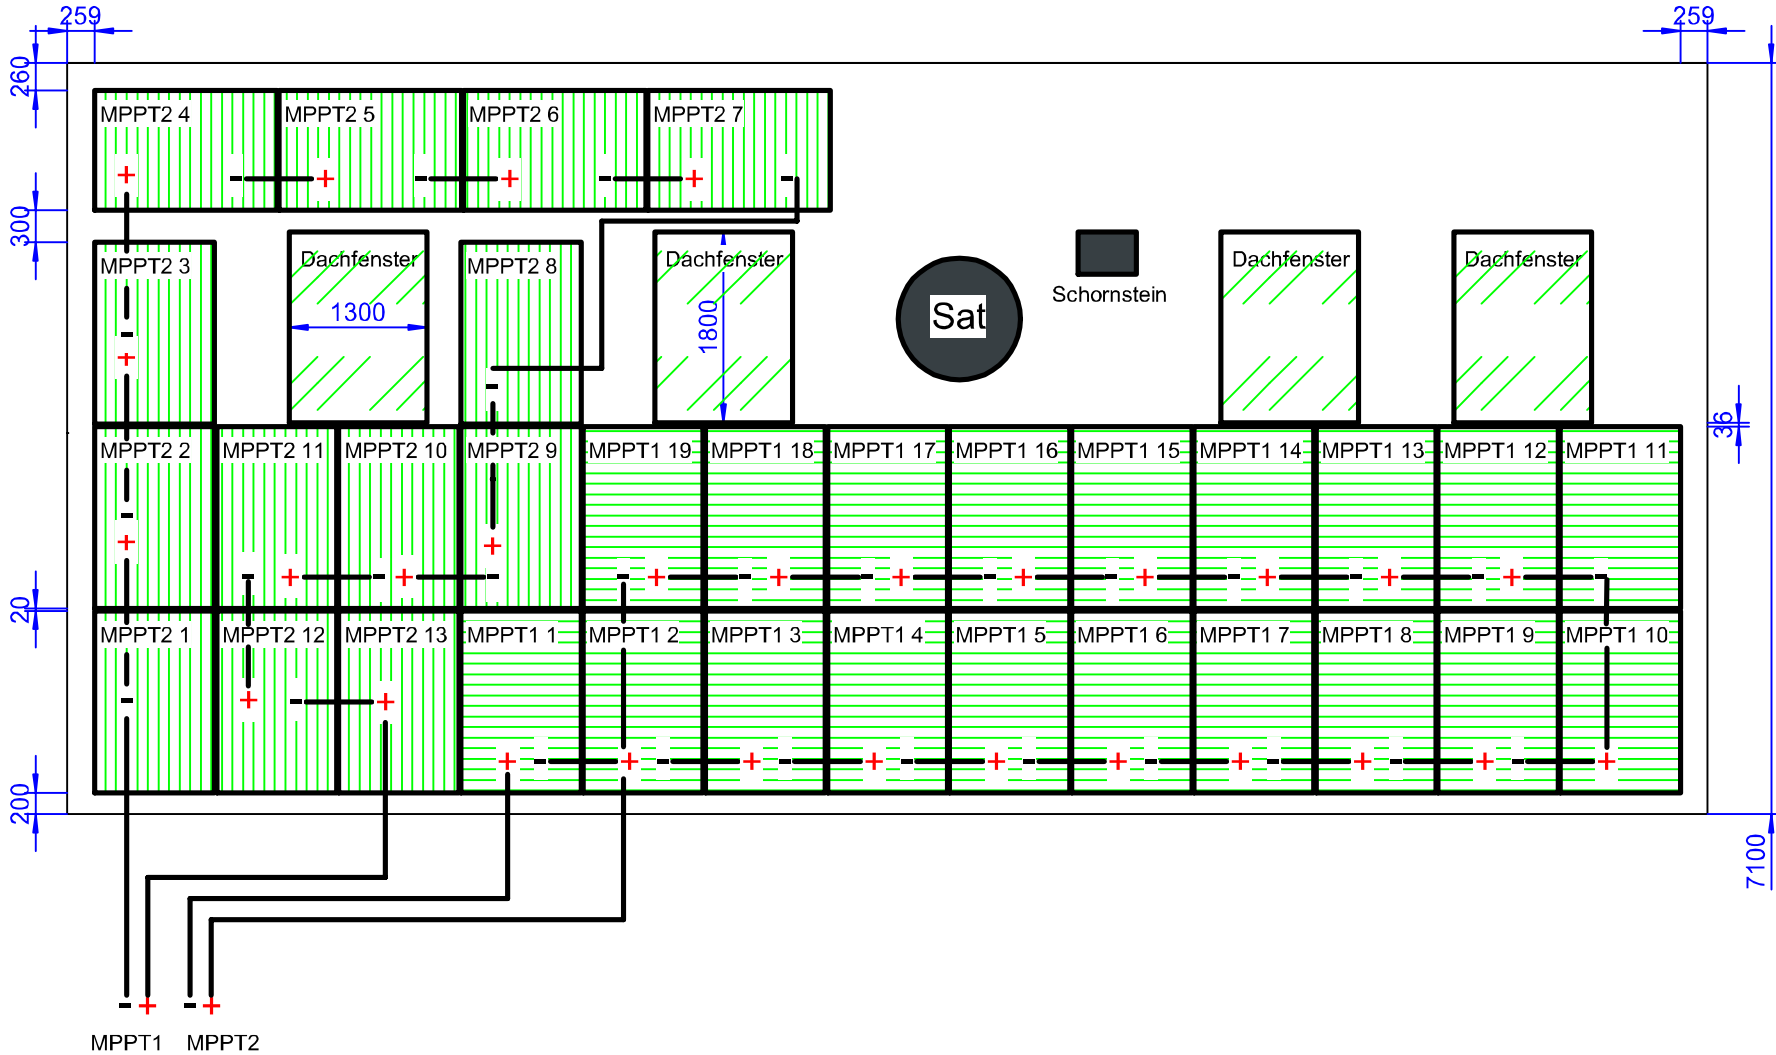 259 259
260
MPPT2 4 MPPT2 5 MPPT2 6 MPPT2 7
+ - + - + - + -
300
MPPT2 3 Dachfenster MPPT2 8 Dachfenster Dachfenster Dachfenster
Schornstein
1300 Sat
1800
- -
+
36
MPPT2 2 MPPT2 11 MPPT2 10 MPPT2 9 MPPT1 19 MPPT1 18 MPPT1 17 MPPT1 16 MPPT1 15 MPPT1 14 MPPT1 13 MPPT1 12 MPPT1 11
-
+ +
- + - + - - + - + - + - + - + - + - + - + -
20
MPPT2 1 MPPT2 12 MPPT2 13 MPPT1 1 MPPT1 2 MPPT1 3 MPPT1 4 MPPT1 5 MPPT1 6 MPPT1 7 MPPT1 8 MPPT1 9 MPPT1 10
- + - +
+ - + - + - + - + - + - + - + - + - +
200
7100
- + - +
MPPT1 MPPT2